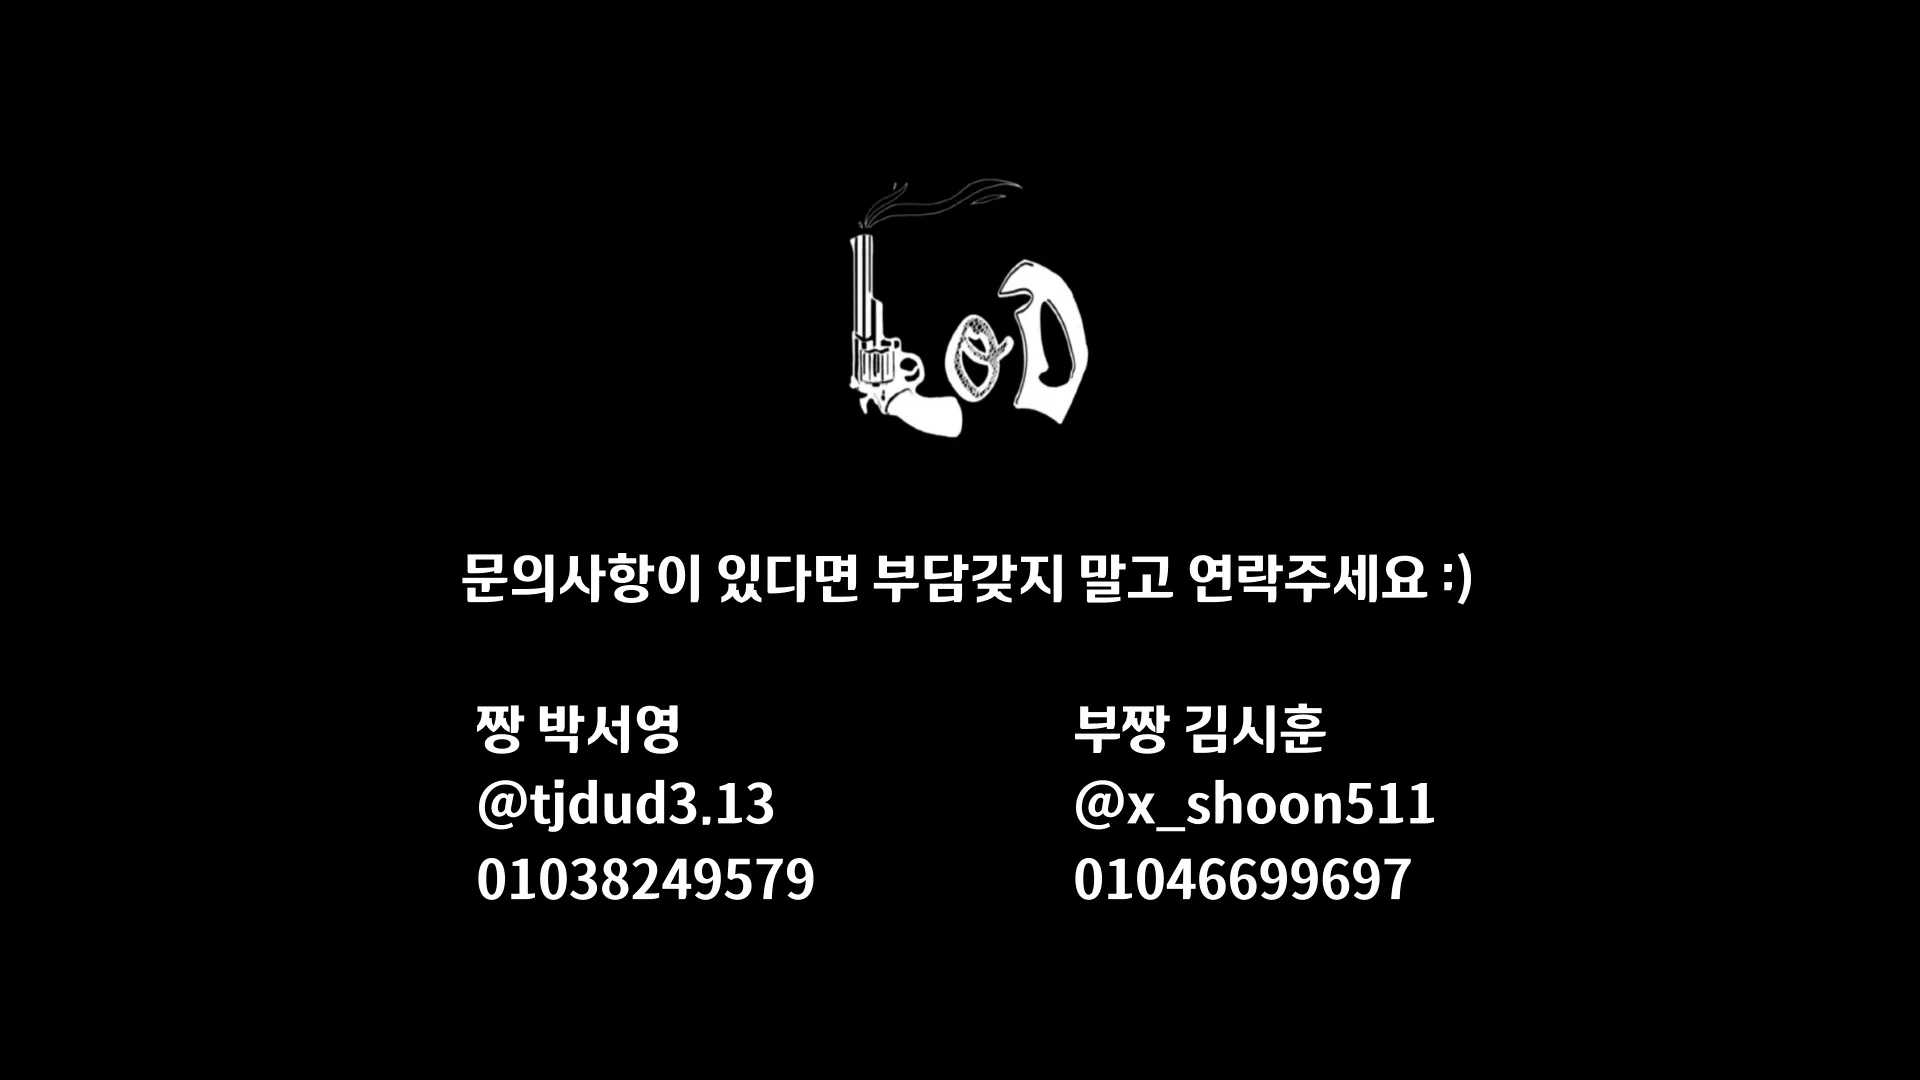 LOD
문의사항이 있다면 부담갖지 말고 연락주세요 :)
짱 박서영
@tjdud3.13
01038249579
부짱 김시훈
@x_shoon511
01046699697